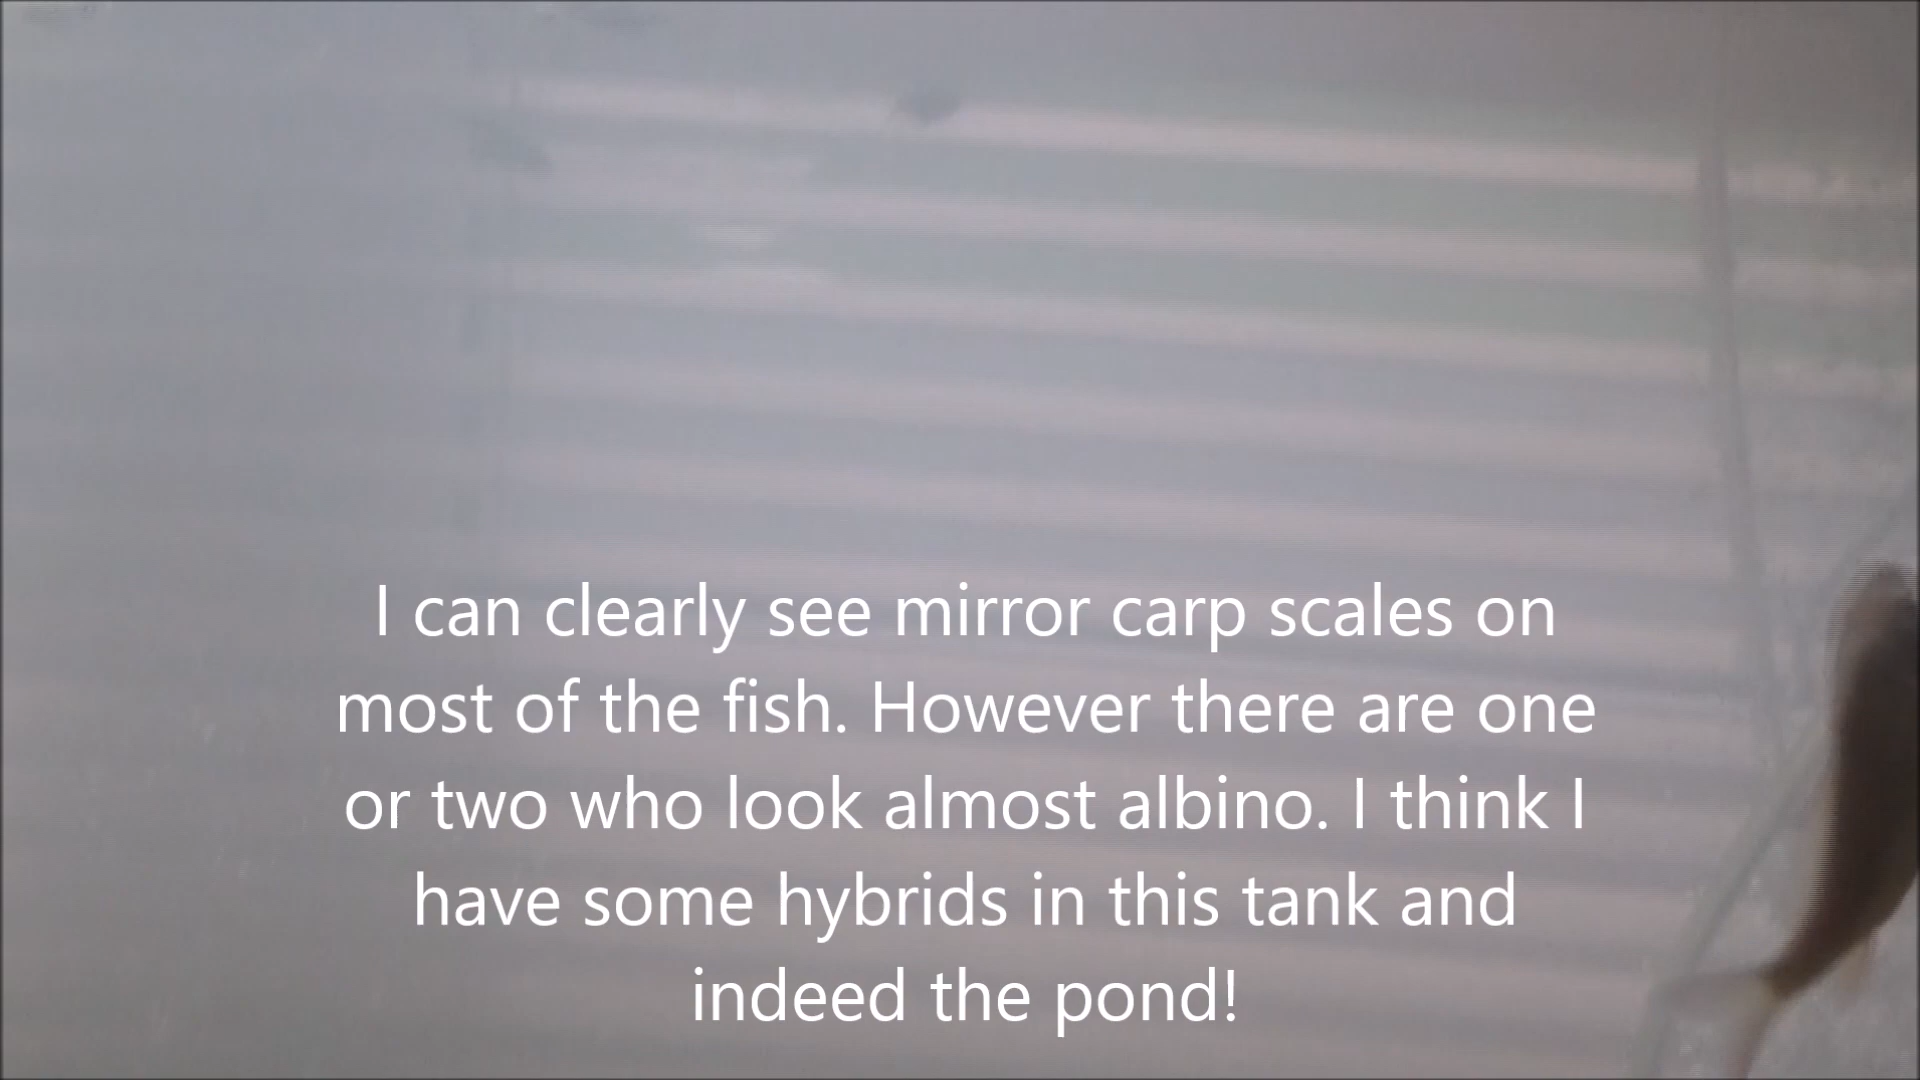 I can clearly see mirror carp scales on
most of the fish. However there are one
or two who look almost albino. I think I
have some hybrids in this tank and
indeed the pond!